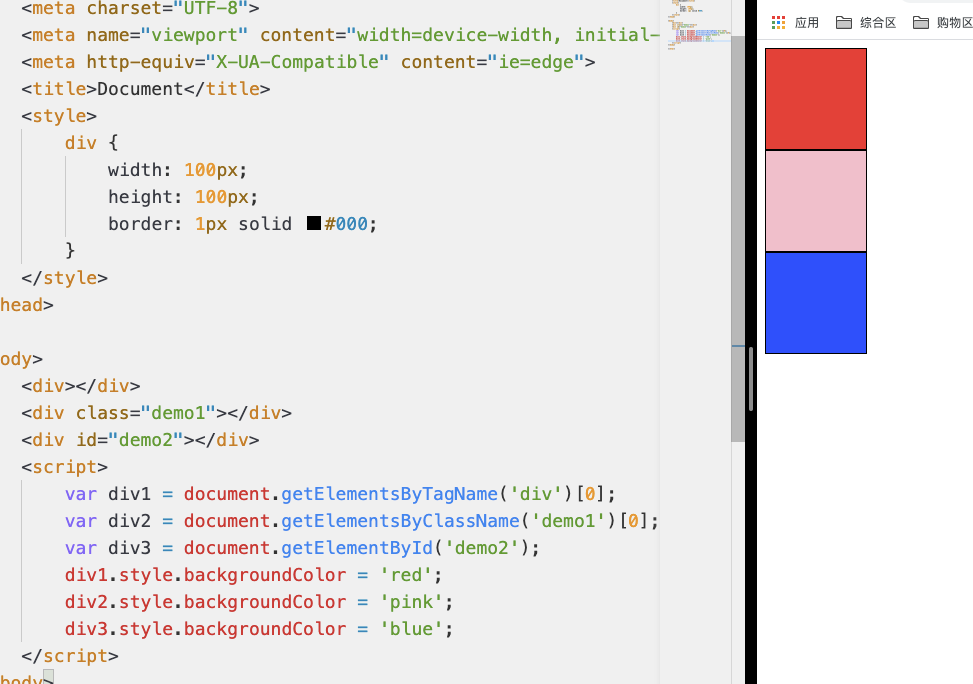 <meta charset="UTF-8">
<meta name="viewport" content="width=device-width, initial-
<meta http-equiv="X-UA-Compatible" content="ie=edge">
<title>Document</title>
<style>
div {
width: 100px;
height: 100px;
border: 1px solid #000;
}
</style>
head>
ody>
<div></div>
<div class="demo1"></div>
<div id="demo2"></div>
<script>
var div1 = document.getElementsByTagName('div')[0];
var div2 = document.getElementsByClassName('demo1')[0];
var div3 = document.getElementById('demo2');
div1.style.backgroundColor = 'red';
div2.style.backgroundColor = 'pink';
div3.style.backgroundColor = 'blue';
</script>
body>
应用 综合区 购物区